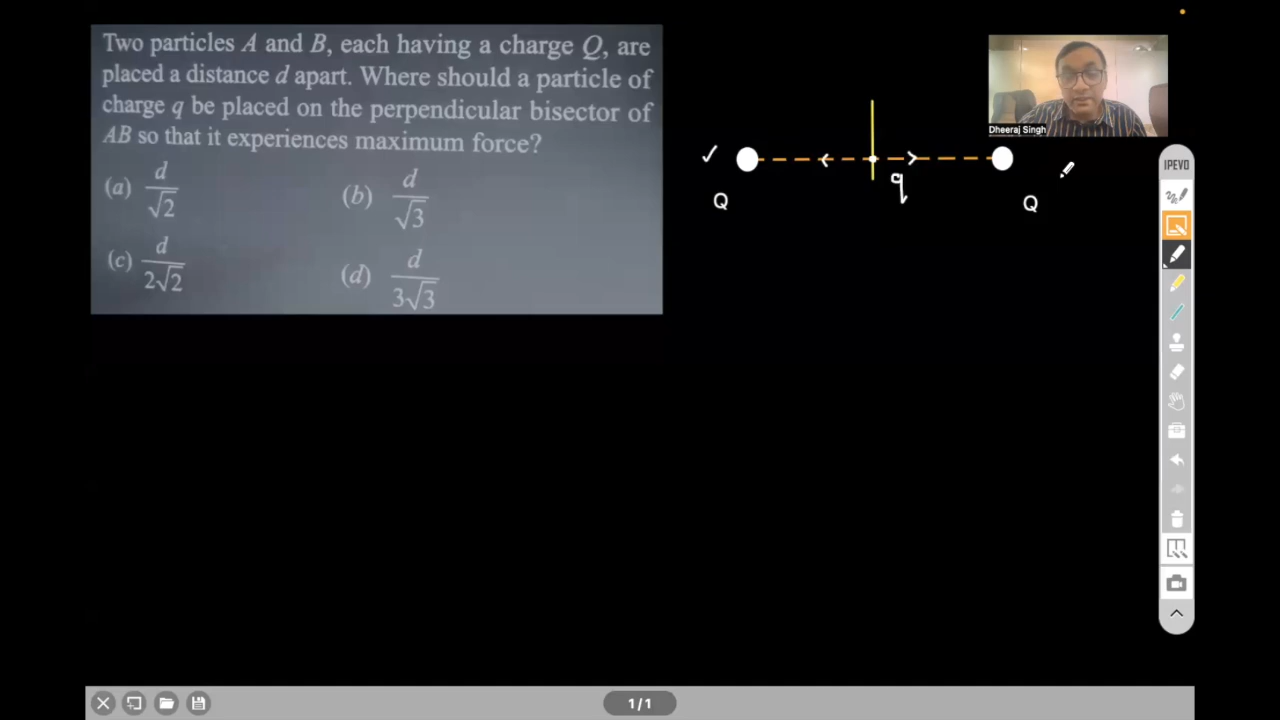 Two particles A and B, each having a charge Q, are
placed a distance d apart. Where should a particle of
charge q be placed on the perpendicular bisector of
AB so that it experiences maximum force?
(a) d/√2 (b) d/√3
(c) d/2√2 (d) d/3√3
Dheeraj Singh
IPEVO
q
Q Q
1/1